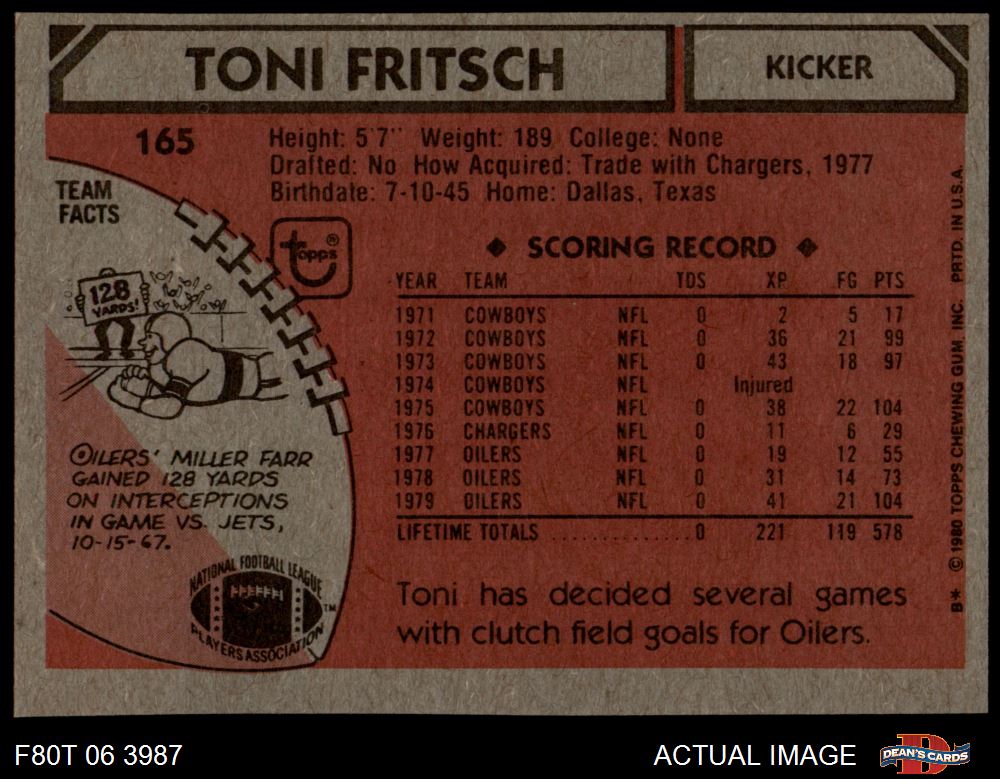 TONI FRITSCH
KICKER
165
Height: 5'7" Weight: 189 College: None
Drafted: No How Acquired: Trade with Chargers, 1977
Birthdate: 7-10-45 Home: Dallas, Texas
TEAM
FACTS
topps®
128
YARDS!
OILERS' MILLER FARR
GAINED 128 YARDS
ON INTERCEPTIONS
IN GAME VS. JETS,
10-15-67.
NATIONAL FOOTBALL LEAGUE
PLAYERS ASSOCIATION
TM
◆ SCORING RECORD ◆
YEAR TEAM TDS XP FG PTS
1971 COWBOYS NFL 0 2 5 17
1972 COWBOYS NFL 0 36 21 99
1973 COWBOYS NFL 0 43 18 97
1974 COWBOYS NFL Injured
1975 COWBOYS NFL 0 38 22 104
1976 CHARGERS NFL 0 11 6 29
1977 OILERS NFL 0 19 12 55
1978 OILERS NFL 0 31 14 73
1979 OILERS NFL 0 41 21 104
LIFETIME TOTALS .............. 0 221 119 578
Toni has decided several games
with clutch field goals for Oilers.
B* © 1980 TOPPS CHEWING GUM INC. PRTD. IN U.S.A.
F80T 06 3987
ACTUAL IMAGE
D
DEAN'S CARDS